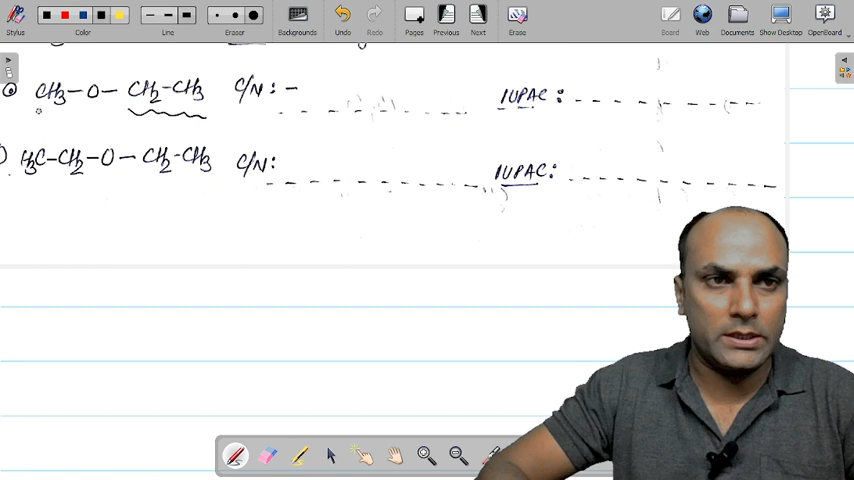 Stylus Color Line Eraser Backgrounds Undo Redo Pages Previous Next Erase Board Web Documents Show Desktop OpenBoard
CH3 – O – CH2 – CH3 C/N : – IUPAC :
H3C – CH2 – O – CH2 – CH3 C/N : IUPAC :